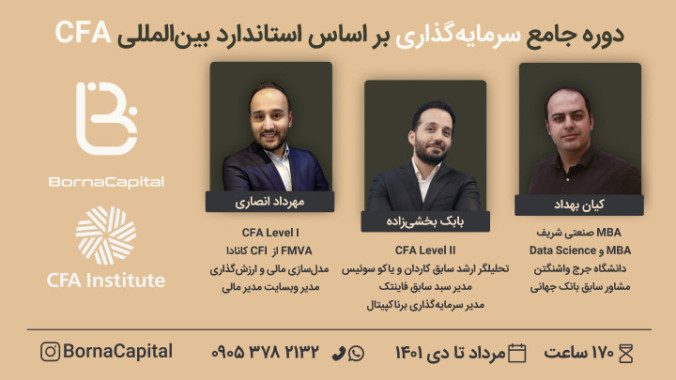 دوره جامع سرمایه‌گذاری بر اساس استاندارد بین‌المللی CFA
BornaCapital
CFA Institute
کیان بهداد
MBA صنعتی شریف
MBA و Data Science
دانشگاه جرج واشنگتن
مشاور سابق بانک جهانی
بابک بخشی‌زاده
CFA Level II
تحلیلگر ارشد سابق کاردان و یاکو سوئیس
مدیر سبد سابق فاینتک
مدیر سرمایه‌گذاری برناکپیتال
مهرداد انصاری
CFA Level I
FMVA از CFI کانادا
مدل‌سازی مالی و ارزش‌گذاری
مدیر وبسایت مدیر مالی
۱۷۰ ساعت
مرداد تا دی ۱۴۰۱
۰۹۰۵ ۳۷۸ ۲۱۳۲
BornaCapital